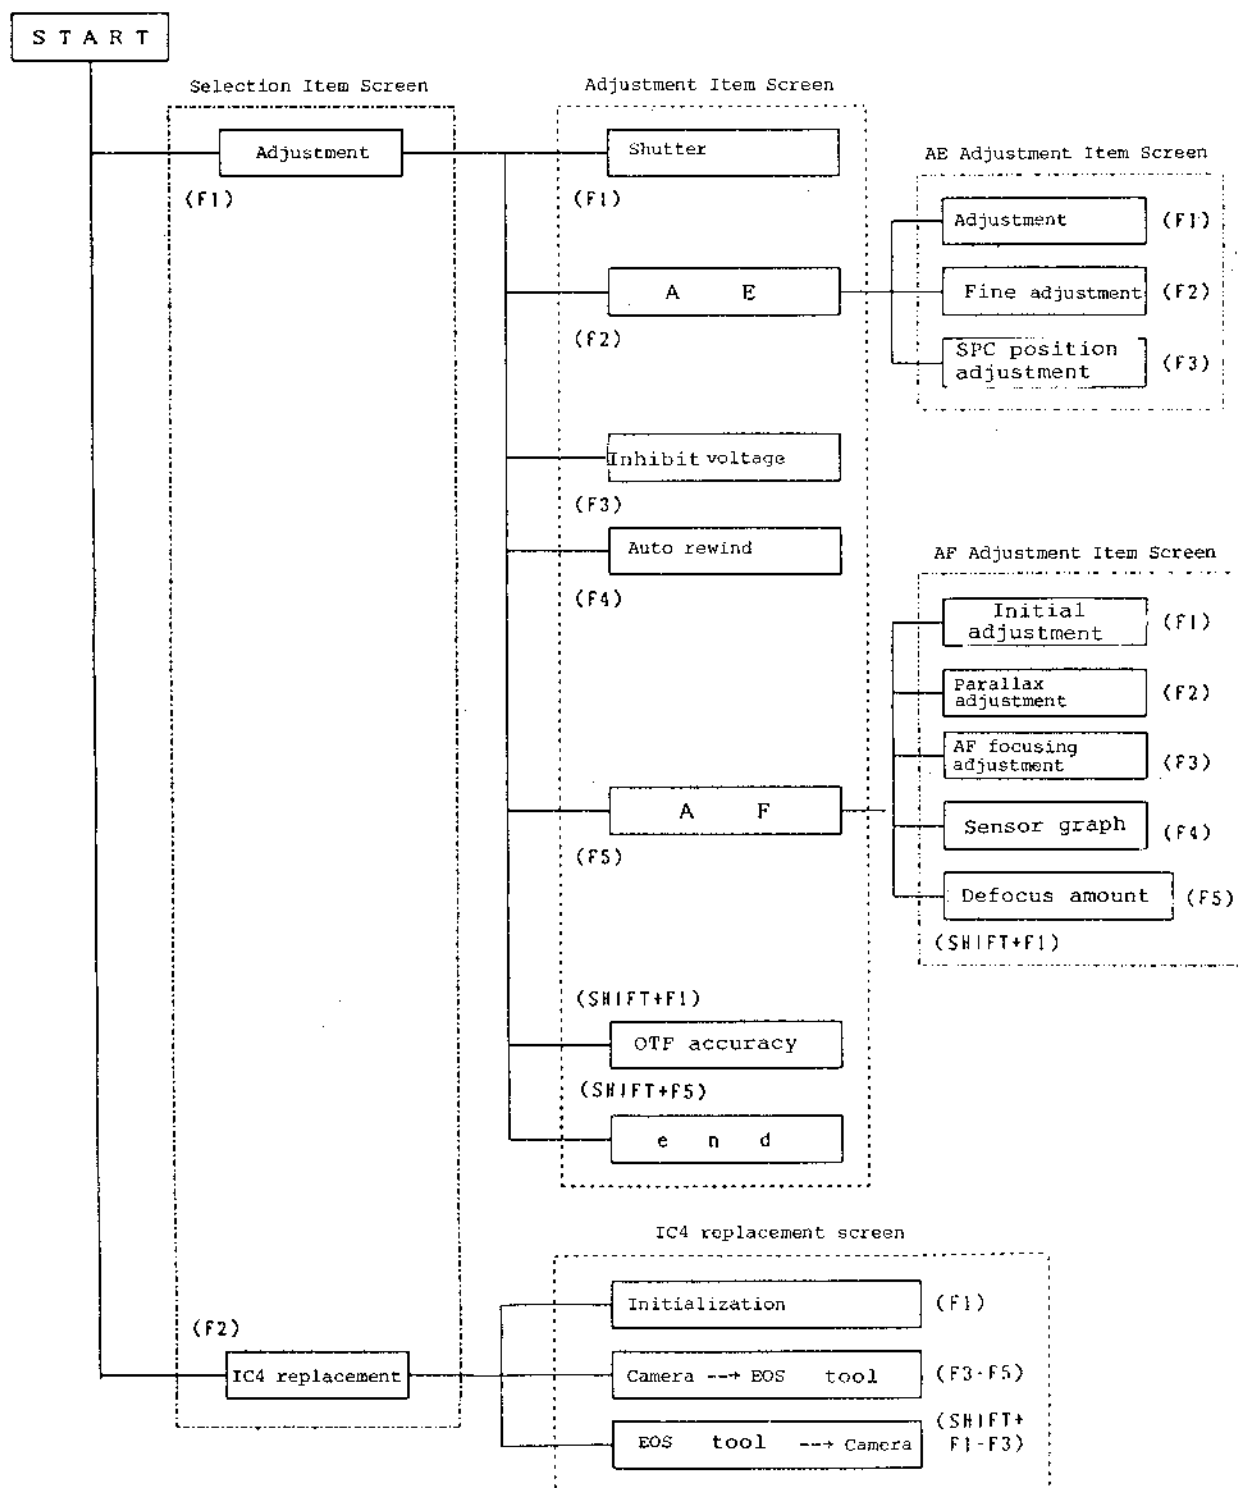 START
Selection Item Screen
Adjustment
(F1)
Adjustment Item Screen
Shutter
(F1)
A E
(F2)
Inhibit voltage
(F3)
Auto rewind
(F4)
A F
(F5)
(SHIFT+F1)
OTF accuracy
(SHIFT+F5)
e n d
AE Adjustment Item Screen
Adjustment (F1)
Fine adjustment (F2)
SPC position
adjustment (F3)
AF Adjustment Item Screen
Initial
adjustment (F1)
Parallax
adjustment (F2)
AF focusing
adjustment (F3)
Sensor graph (F4)
Defocus amount (F5)
(SHIFT+F1)
(F2)
IC4 replacement
IC4 replacement screen
Initialization (F1)
Camera --→ EOS tool (F3-F5)
EOS tool --→ Camera (SHIFT+
F1-F3)